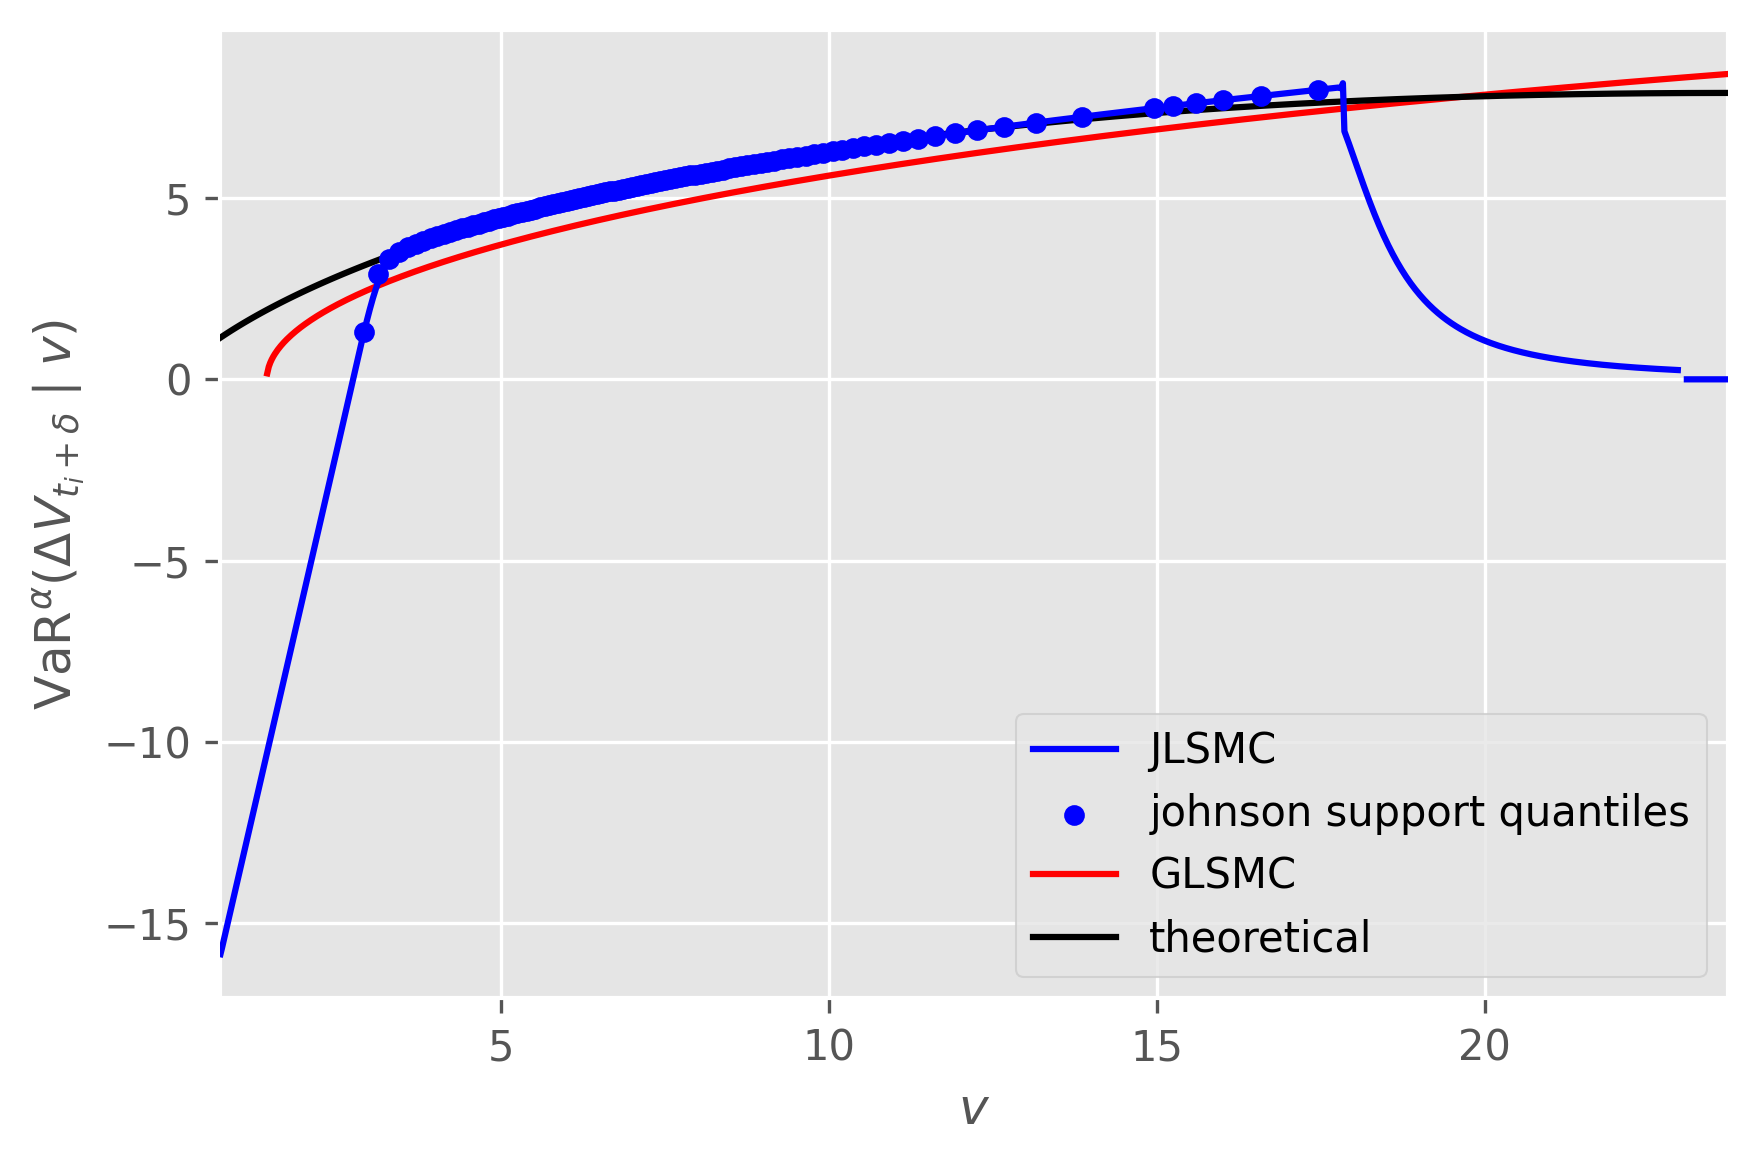 VaR^α(ΔV_{t_i+δ} | v)
5
0
−5
−10
−15
5
10
15
20
v
JLSMC
johnson support quantiles
GLSMC
theoretical